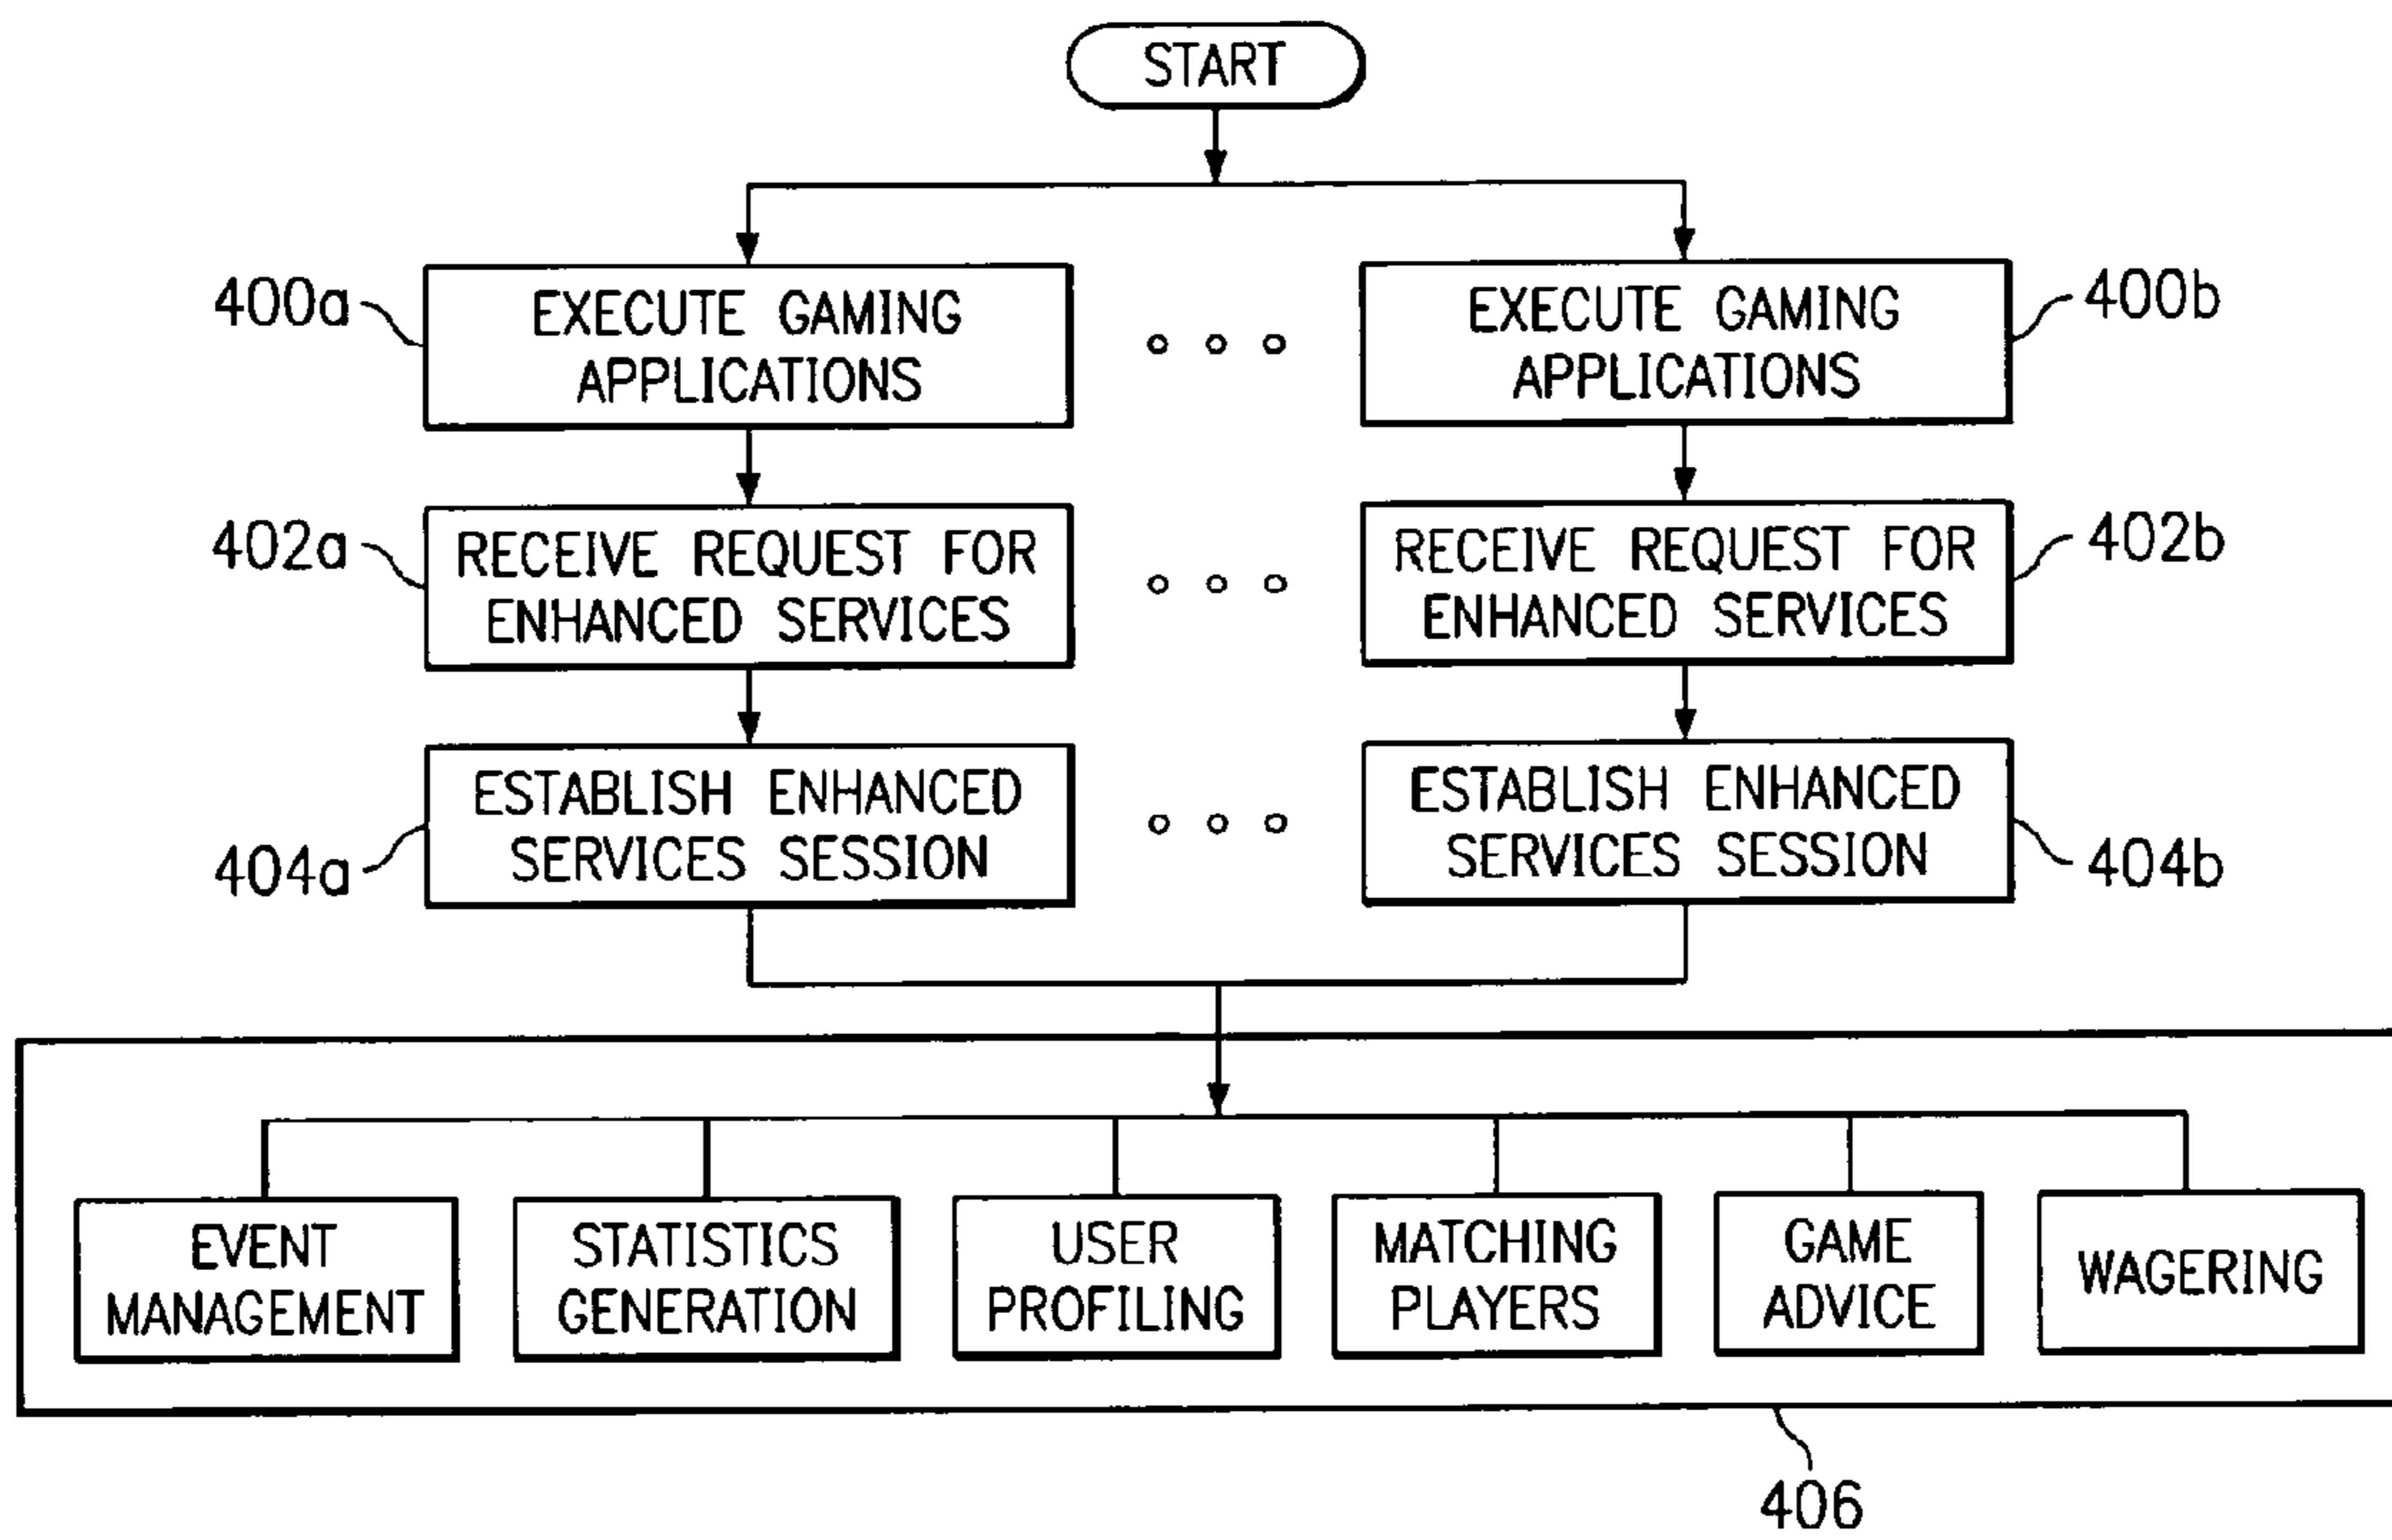 START
400a
EXECUTE GAMING
APPLICATIONS
EXECUTE GAMING
APPLICATIONS
400b
402a
RECEIVE REQUEST FOR
ENHANCED SERVICES
RECEIVE REQUEST FOR
ENHANCED SERVICES
402b
404a
ESTABLISH ENHANCED
SERVICES SESSION
ESTABLISH ENHANCED
SERVICES SESSION
404b
EVENT
MANAGEMENT
STATISTICS
GENERATION
USER
PROFILING
MATCHING
PLAYERS
GAME
ADVICE
WAGERING
406